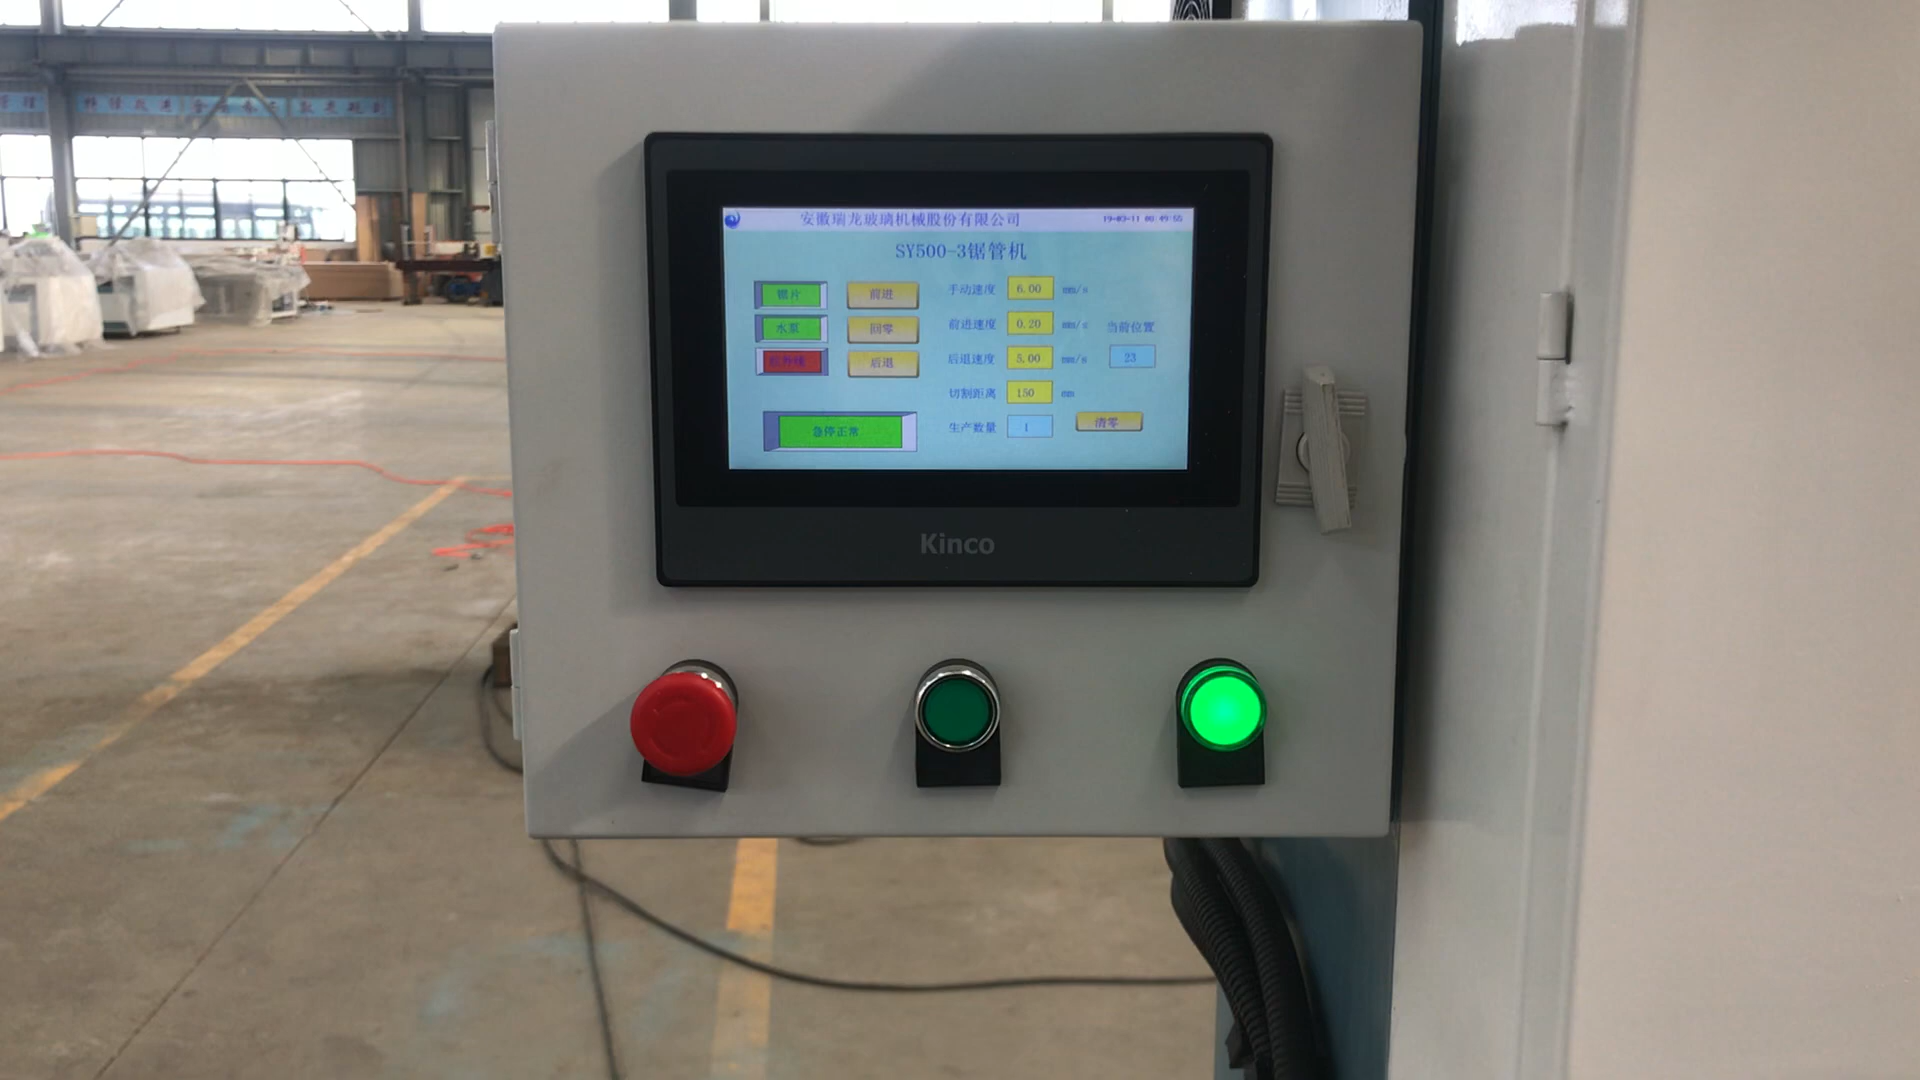 安徽瑞龙玻璃机械股份有限公司
SY500-3锯管机
锯片 前进 手动速度 6.00 mm/s
水泵 回零 前进速度 0.20 mm/s 当前位置
红外线 后退 后退速度 5.00 mm/s 23
切割距离 150 mm
急停正常 生产数量 1 清零
Kinco